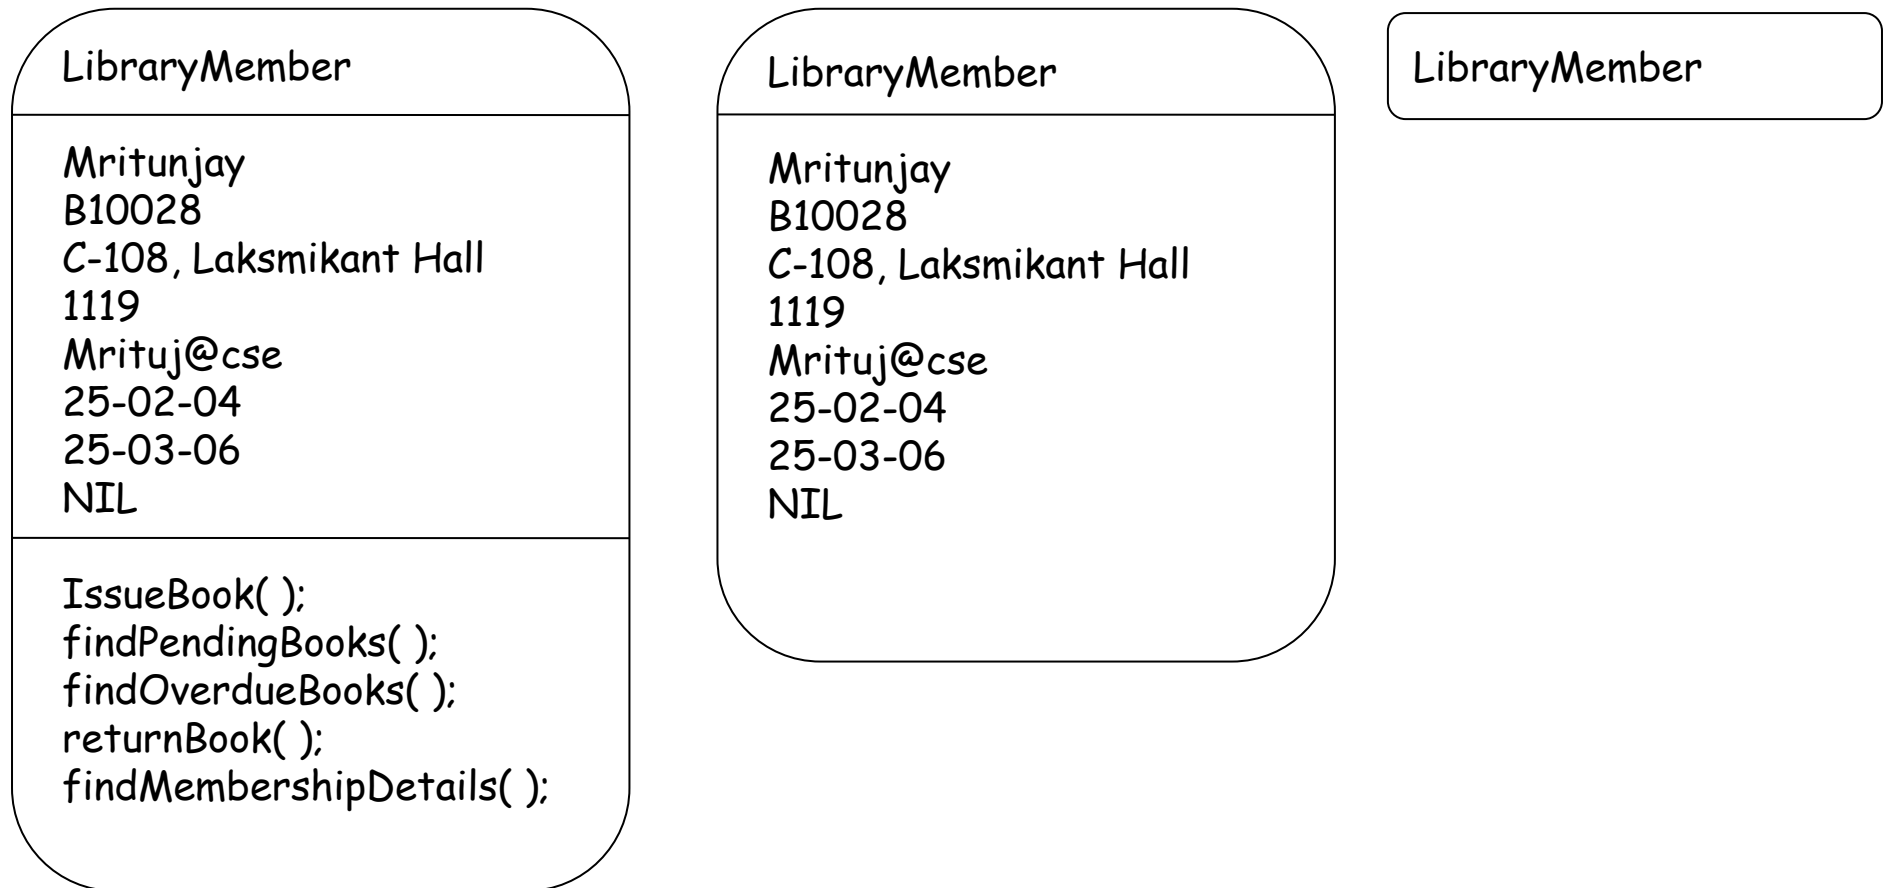 LibraryMember
Mritunjay
B10028
C-108, Laksmikant Hall
1119
Mrituj@cse
25-02-04
25-03-06
NIL
IssueBook( );
findPendingBooks( );
findOverdueBooks( );
returnBook( );
findMembershipDetails( );
LibraryMember
Mritunjay
B10028
C-108, Laksmikant Hall
1119
Mrituj@cse
25-02-04
25-03-06
NIL
LibraryMember